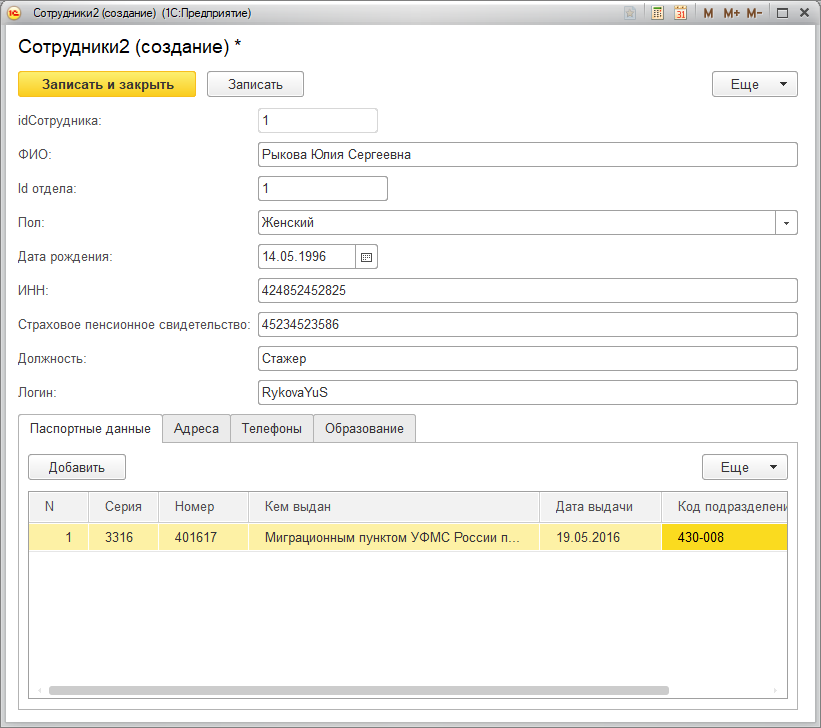 Сотрудники2 (создание) (1С:Предприятие)
31 M M+ M-
Сотрудники2 (создание) *
Записать и закрыть Записать Еще
idСотрудника: 1
ФИО: Рыкова Юлия Сергеевна
Id отдела: 1
Пол: Женский
Дата рождения: 14.05.1996
ИНН: 424852452825
Страховое пенсионное свидетельство: 45234523586
Должность: Стажер
Логин: RykovaYuS
Паспортные данные Адреса Телефоны Образование
Добавить Еще
N Серия Номер Кем выдан Дата выдачи Код подразделени
1 3316 401617 Миграционным пунктом УФМС России п... 19.05.2016 430-008